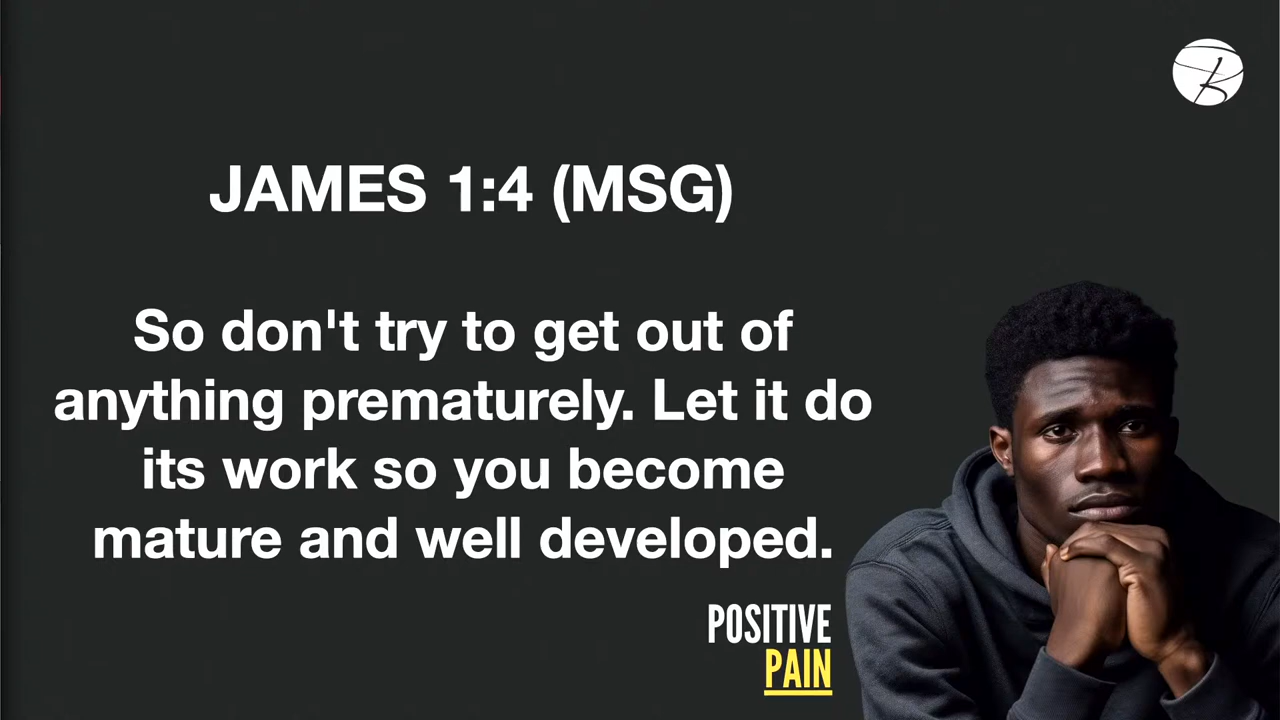 JAMES 1:4 (MSG)
So don't try to get out of
anything prematurely. Let it do
its work so you become
mature and well developed.
POSITIVE
PAIN